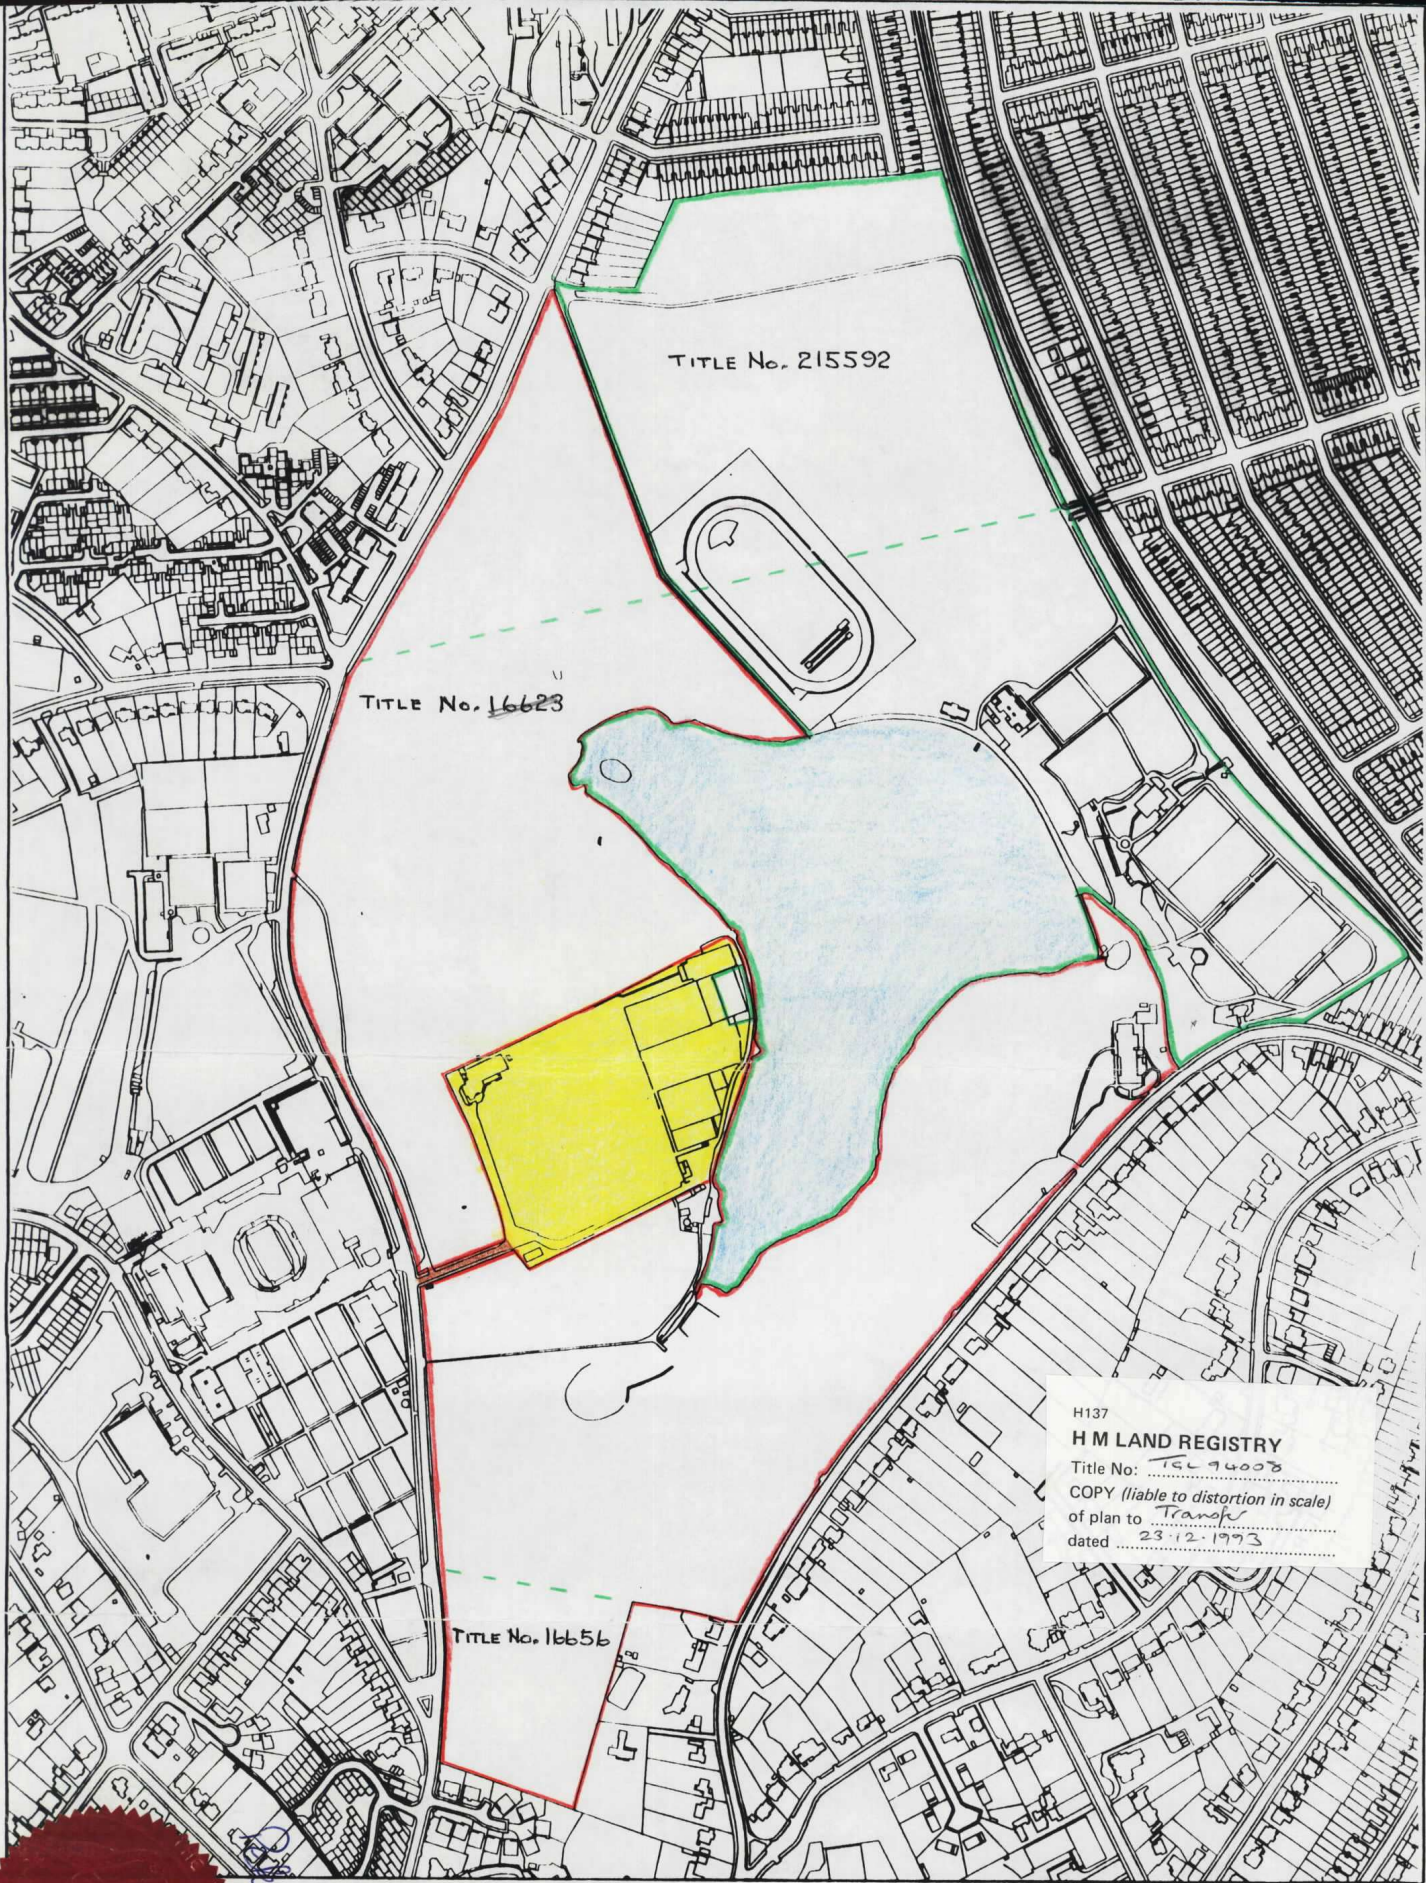 TITLE No. 215592
TITLE No. 16623
TITLE No. 16656
H137
H M LAND REGISTRY
Title No: TGL 94008
COPY (liable to distortion in scale)
of plan to Transfer
dated 23.12.1993